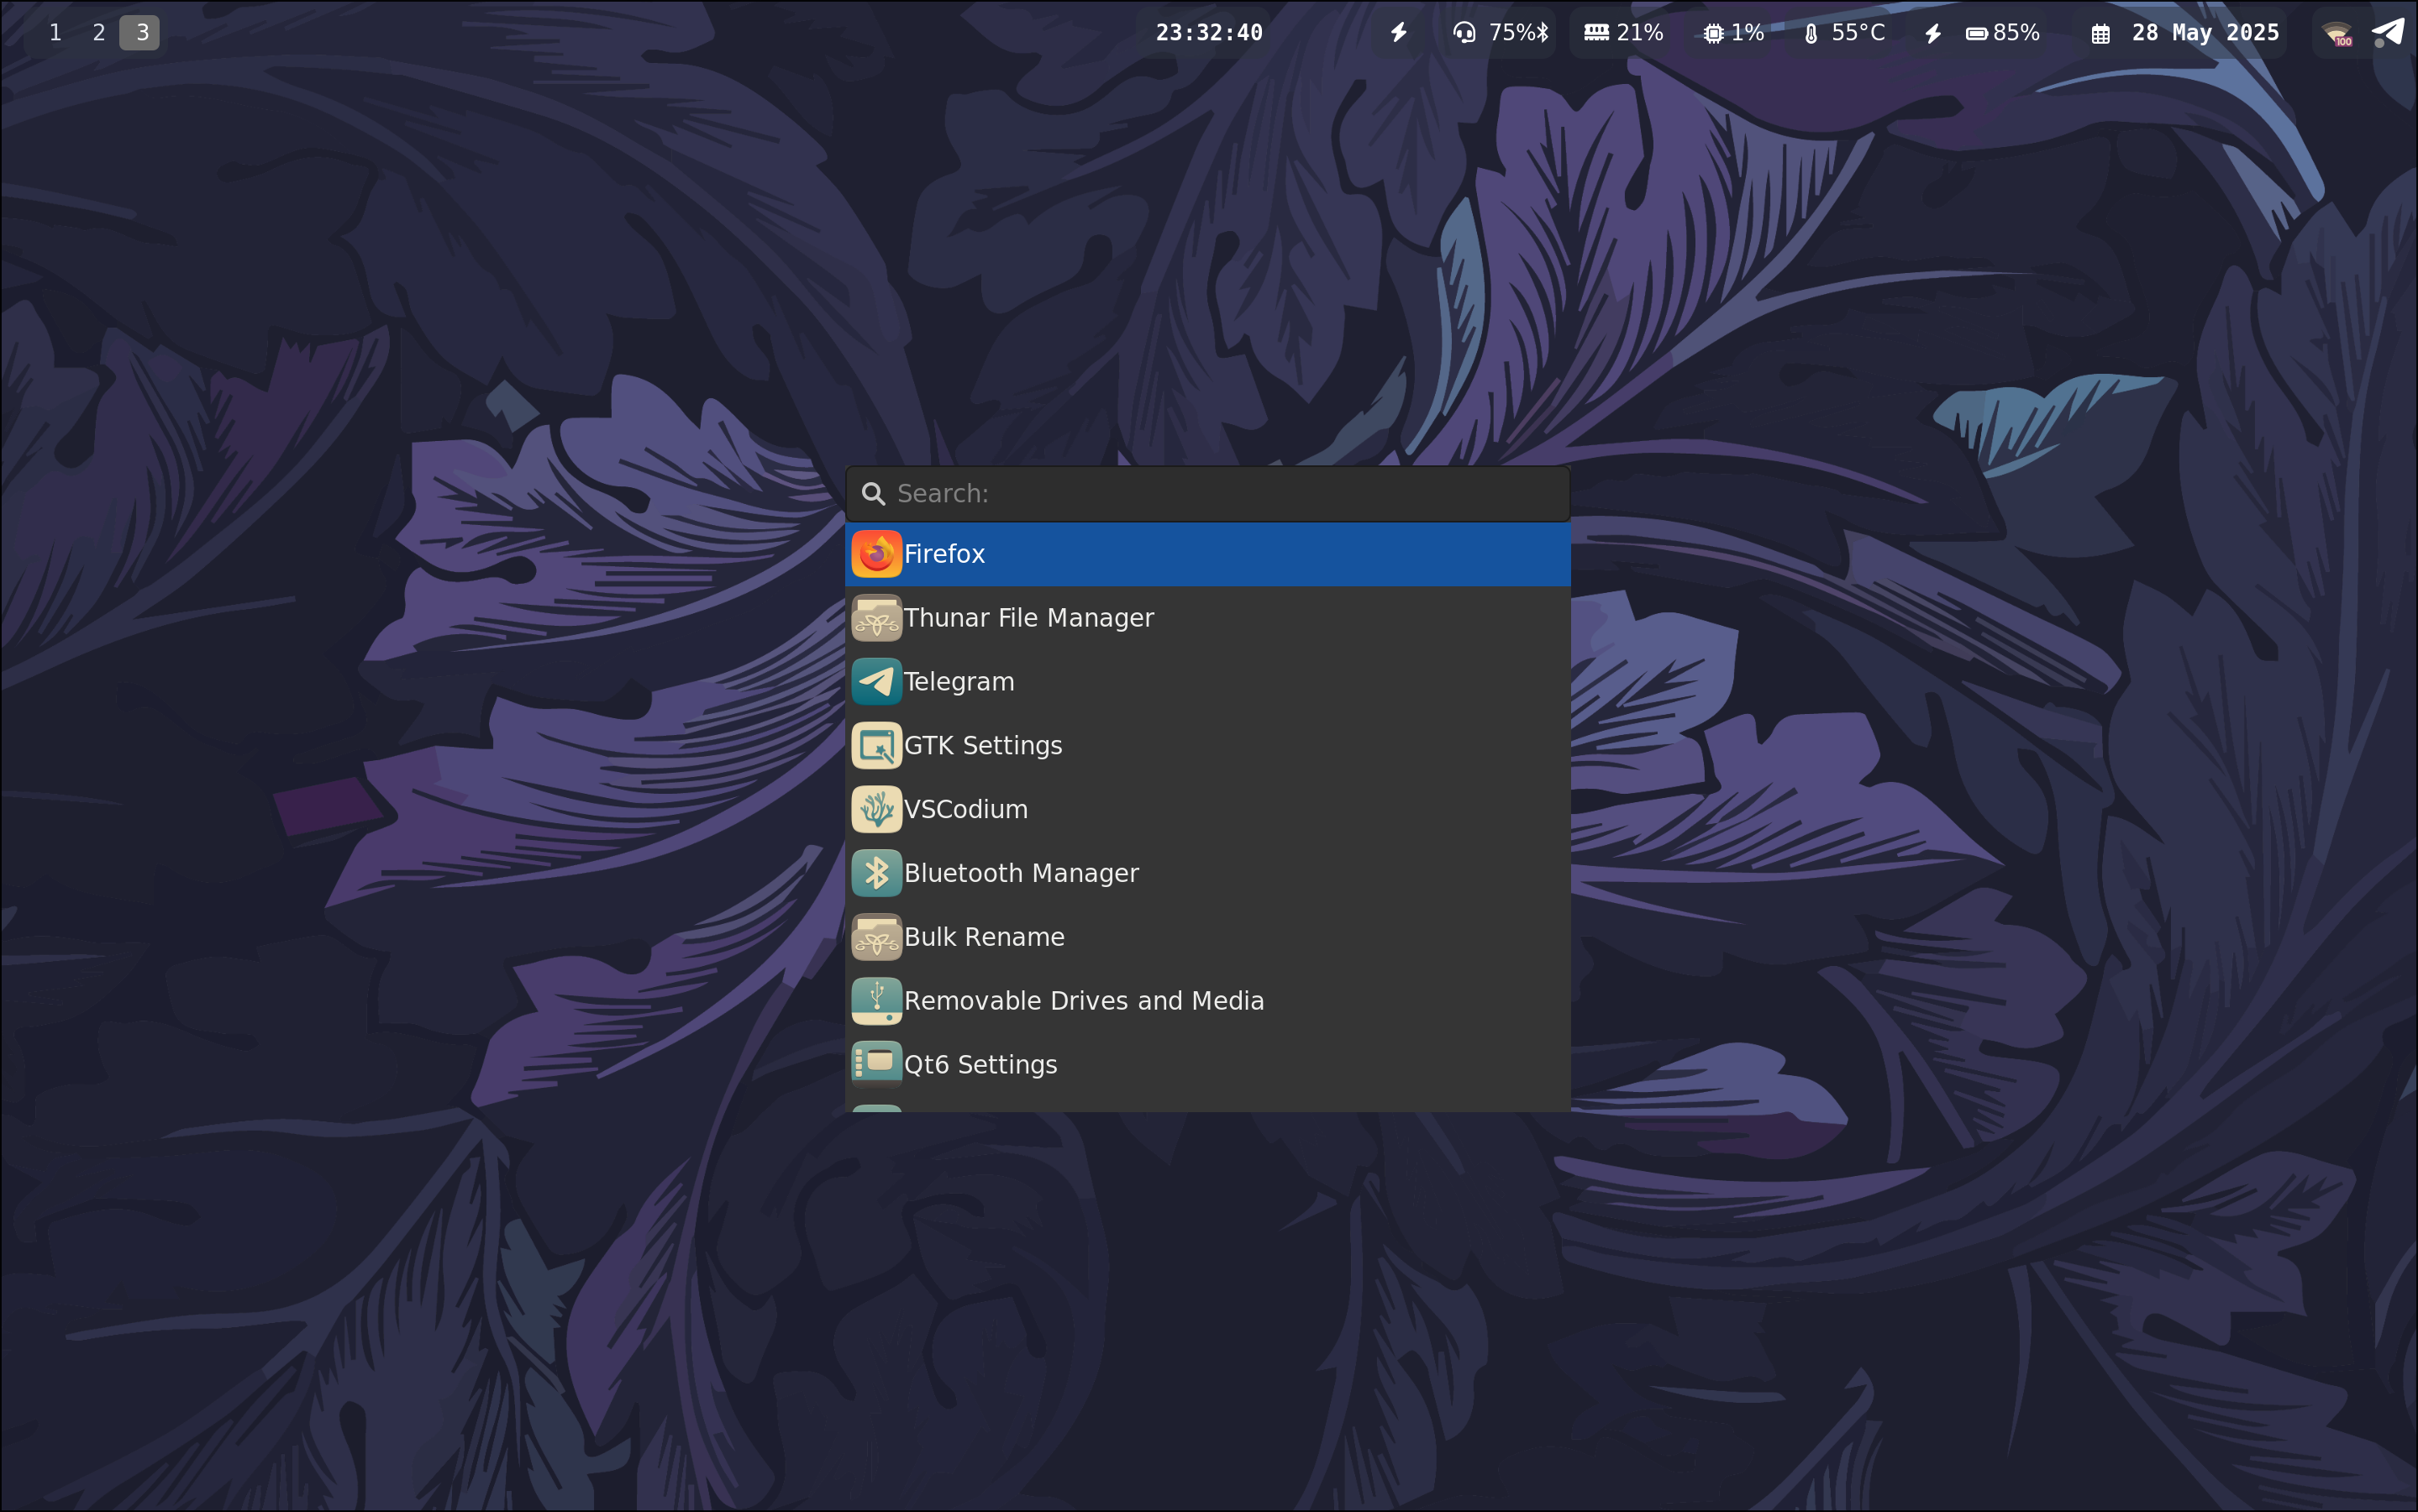 1 2 3 23:32:40 75% 21% 1% 55°C 85% 28 May 2025 100
Search:
Firefox
Thunar File Manager
Telegram
GTK Settings
VSCodium
Bluetooth Manager
Bulk Rename
Removable Drives and Media
Qt6 Settings